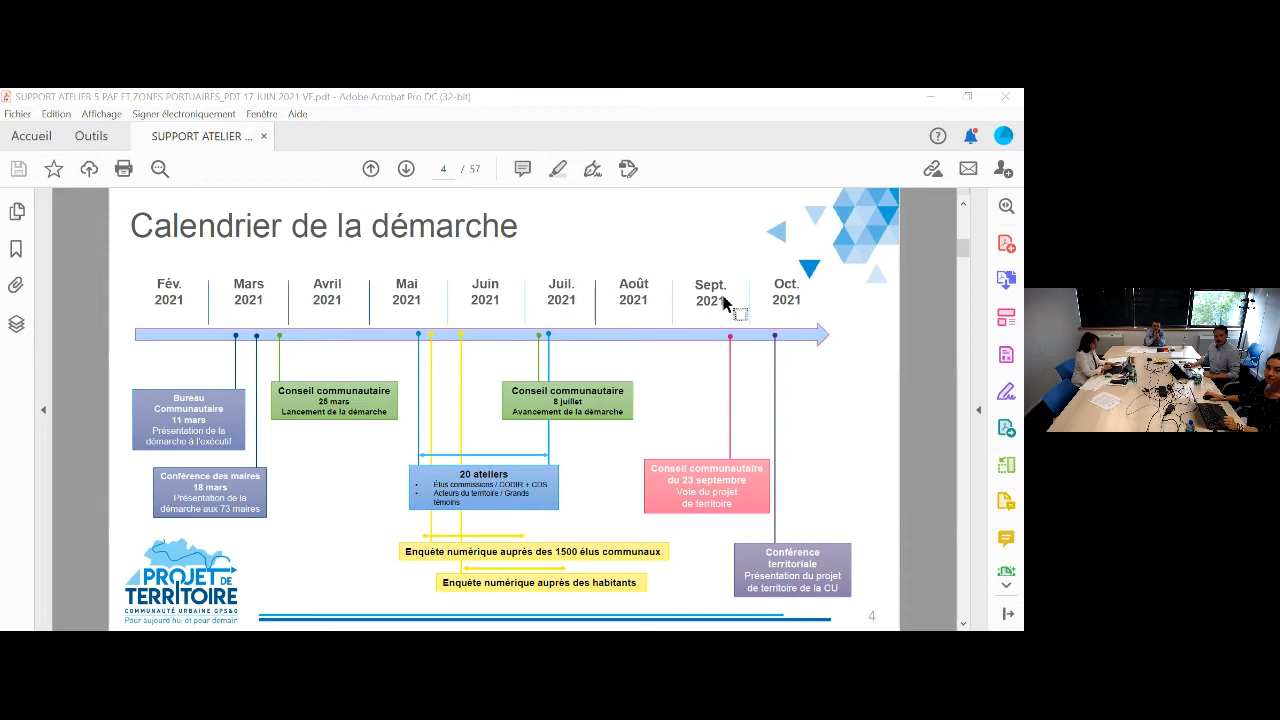 SUPPORT ATELIER 5 PAE ET ZONES PORTUAIRES_PDT 17 JUIN 2021 VF.pdf - Adobe Acrobat Pro DC (32-bit)
Fichier Edition Affichage Signer électroniquement Fenêtre Aide
Accueil Outils SUPPORT ATELIER ... ×
4 / 57
Calendrier de la démarche
Fév. 2021
Mars 2021
Avril 2021
Mai 2021
Juin 2021
Juil. 2021
Août 2021
Sept. 2021
Oct. 2021
Bureau
Communautaire
11 mars
Présentation de la
démarche à l'exécutif
Conférence des maires
18 mars
Présentation de la
démarche aux 73 maires
Conseil communautaire
25 mars
Lancement de la démarche
Conseil communautaire
8 juillet
Avancement de la démarche
20 ateliers
• Élus commissions / CODIR + CDS
• Acteurs du territoire / Grands
témoins
Enquête numérique auprès des 1500 élus communaux
Enquête numérique auprès des habitants
Conseil communautaire
du 23 septembre
Vote du projet
de territoire
Conférence
territoriale
Présentation du projet
de territoire de la CU
PROJET DE
TERRITOIRE
COMMUNAUTÉ URBAINE GPS&O
Pour aujourd'hui et pour demain
4